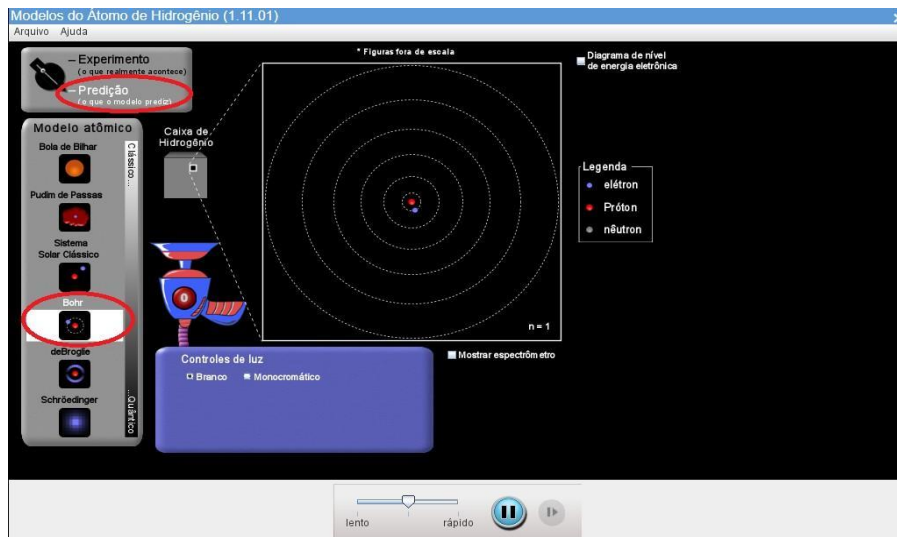 Modelos do Átomo de Hidrogênio (1.11.01)
Arquivo Ajuda
Experimento
(o que realmente acontece)
Predição
(o que o modelo prediz)
* Figuras fora de escala
Diagrama de nível
de energia eletrônica
Modelo atômico
Bola de Bilhar
Clássico...
Pudim de Passas
Sistema
Solar Clássico
Bohr
deBroglie
Schröedinger
...Quântico
Caixa de
Hidrogênio
0
n = 1
Legenda
elétron
Próton
nêutron
Controles de luz
Branco Monocromático
Mostrar espectrômetro
lento rápido